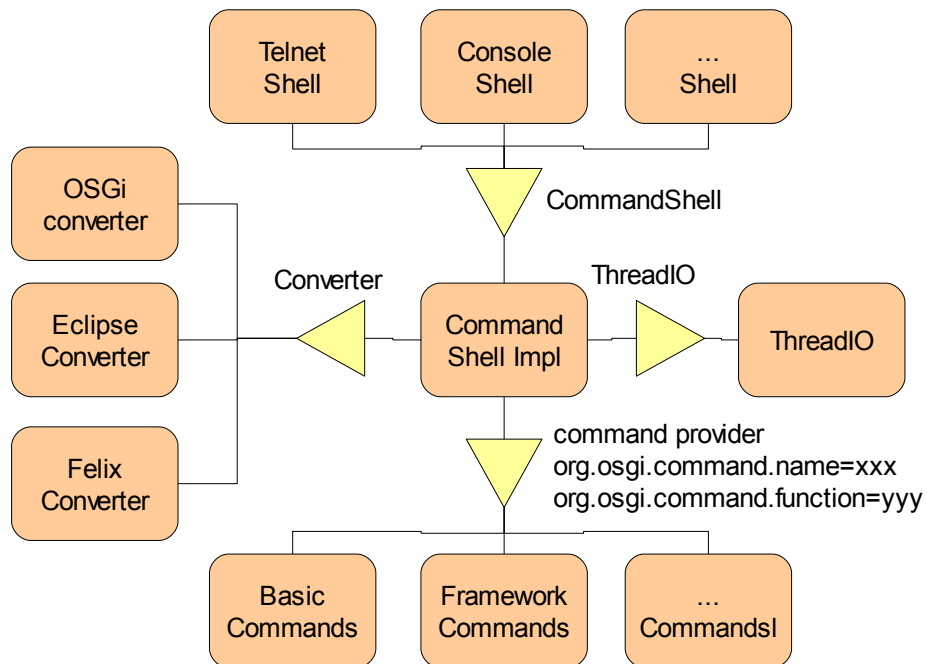 Telnet
Shell
Console
Shell
...
Shell
OSGi
converter
CommandShell
Converter
ThreadIO
Eclipse
Converter
Command
Shell Impl
ThreadIO
Felix
Converter
command provider
org.osgi.command.name=xxx
org.osgi.command.function=yyy
Basic
Commands
Framework
Commands
...
CommandsI